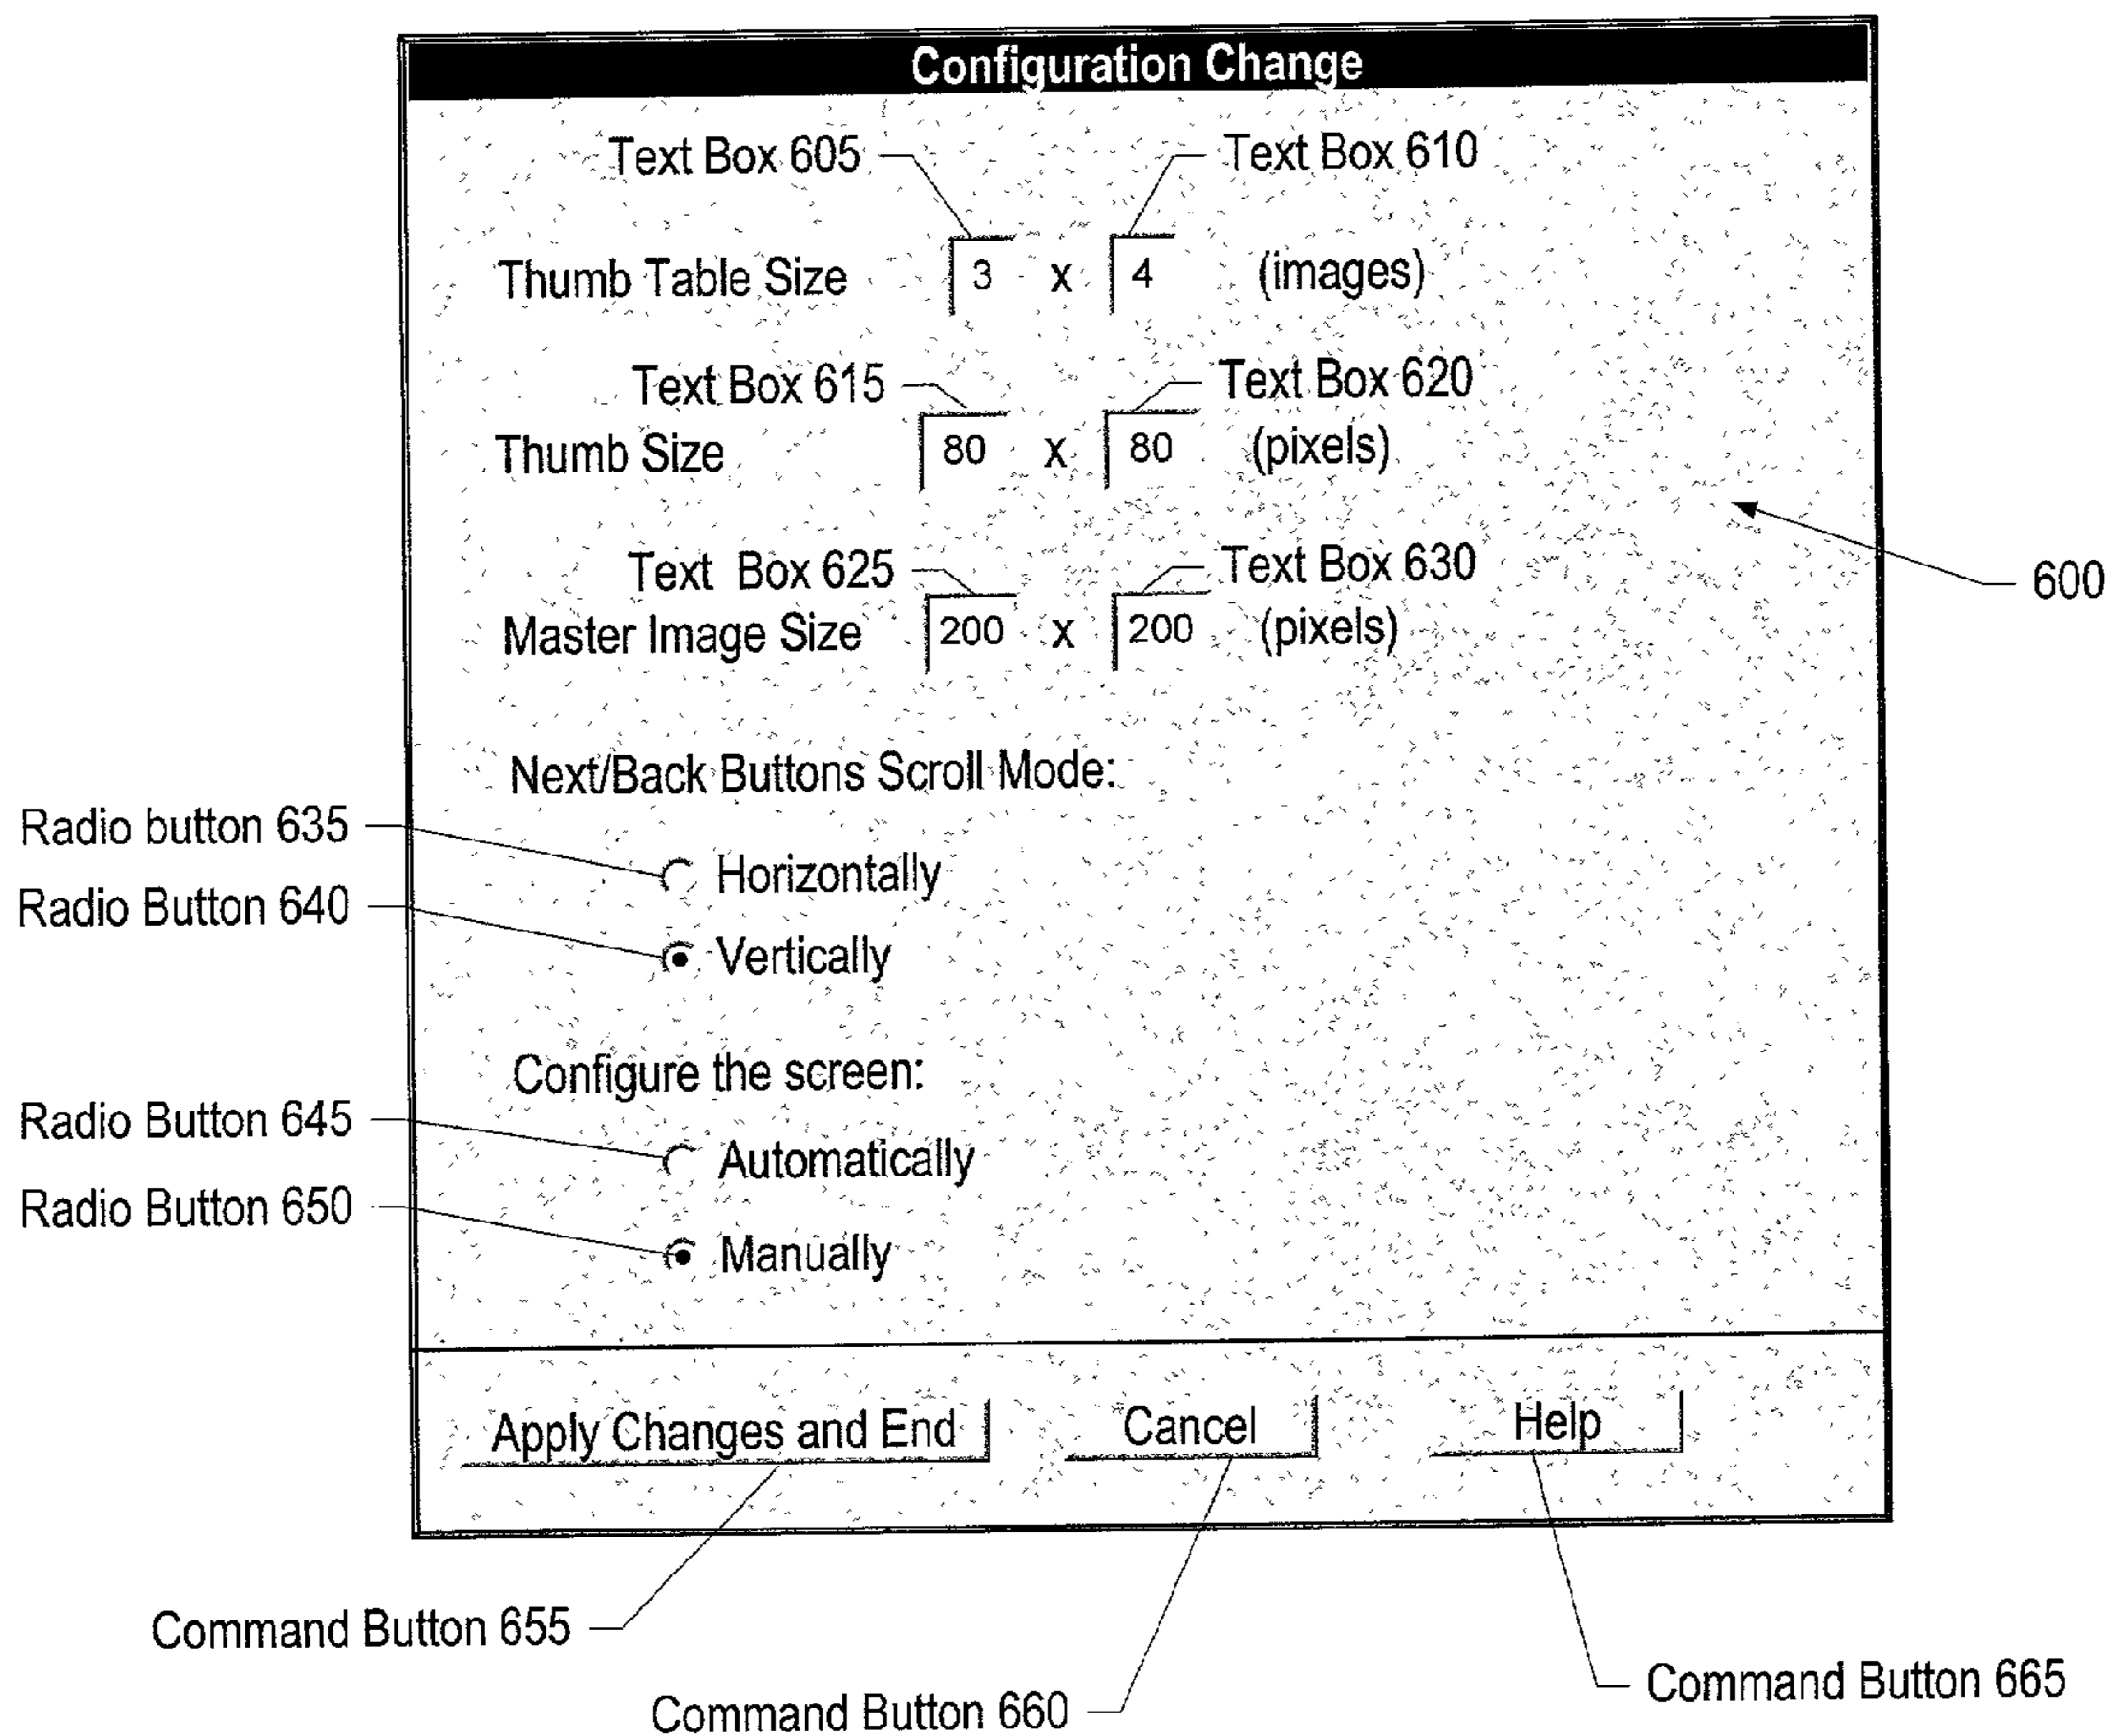 Configuration Change
Text Box 605 Text Box 610
Thumb Table Size 3 x 4 (images)
Text Box 615 Text Box 620
Thumb Size 80 x 80 (pixels)
600
Text Box 625 Text Box 630
Master Image Size 200 x 200 (pixels)
Next/Back Buttons Scroll Mode:
Radio button 635
Horizontally
Radio Button 640
Vertically
Configure the screen:
Radio Button 645
Automatically
Radio Button 650
Manually
Apply Changes and End Cancel Help
Command Button 655
Command Button 660
Command Button 665